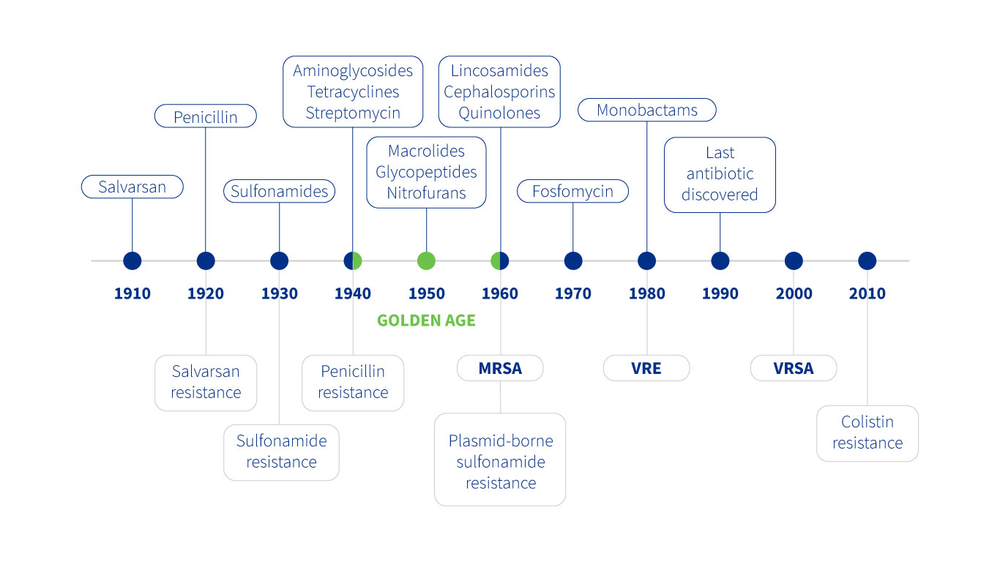 Aminoglycosides
Tetracyclines
Streptomycin
Lincosamides
Cephalosporins
Quinolones
Penicillin
Monobactams
Macrolides
Glycopeptides
Nitrofurans
Last
antibiotic
discovered
Salvarsan
Sulfonamides
Fosfomycin
1910
1920
1930
1940
1950
1960
1970
1980
1990
2000
2010
GOLDEN AGE
Salvarsan
resistance
Penicillin
resistance
MRSA
VRE
VRSA
Sulfonamide
resistance
Plasmid-borne
sulfonamide
resistance
Colistin
resistance